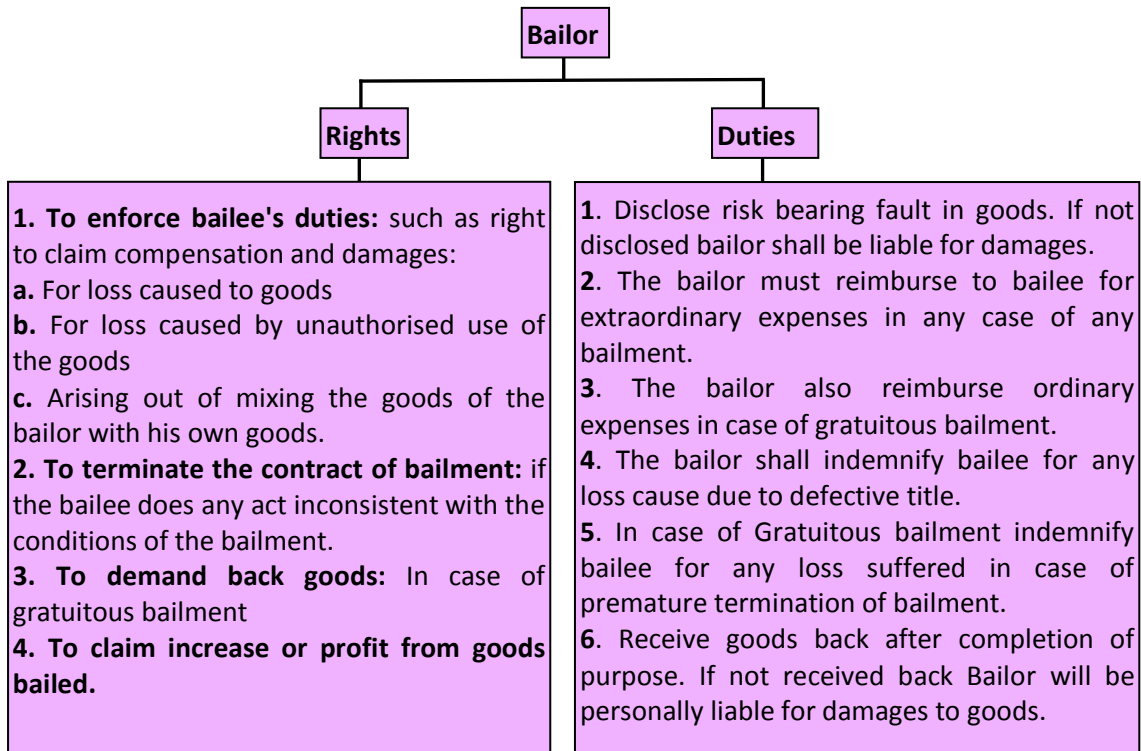 Bailor
Rights
Duties
1. To enforce bailee's duties: such as right
to claim compensation and damages:
a. For loss caused to goods
b. For loss caused by unauthorised use of
the goods
c. Arising out of mixing the goods of the
bailor with his own goods.
2. To terminate the contract of bailment: if
the bailee does any act inconsistent with the
conditions of the bailment.
3. To demand back goods: In case of
gratuitous bailment
4. To claim increase or profit from goods
bailed.
1. Disclose risk bearing fault in goods. If not
disclosed bailor shall be liable for damages.
2. The bailor must reimburse to bailee for
extraordinary expenses in any case of any
bailment.
3. The bailor also reimburse ordinary
expenses in case of gratuitous bailment.
4. The bailor shall indemnify bailee for any
loss cause due to defective title.
5. In case of Gratuitous bailment indemnify
bailee for any loss suffered in case of
premature termination of bailment.
6. Receive goods back after completion of
purpose. If not received back Bailor will be
personally liable for damages to goods.